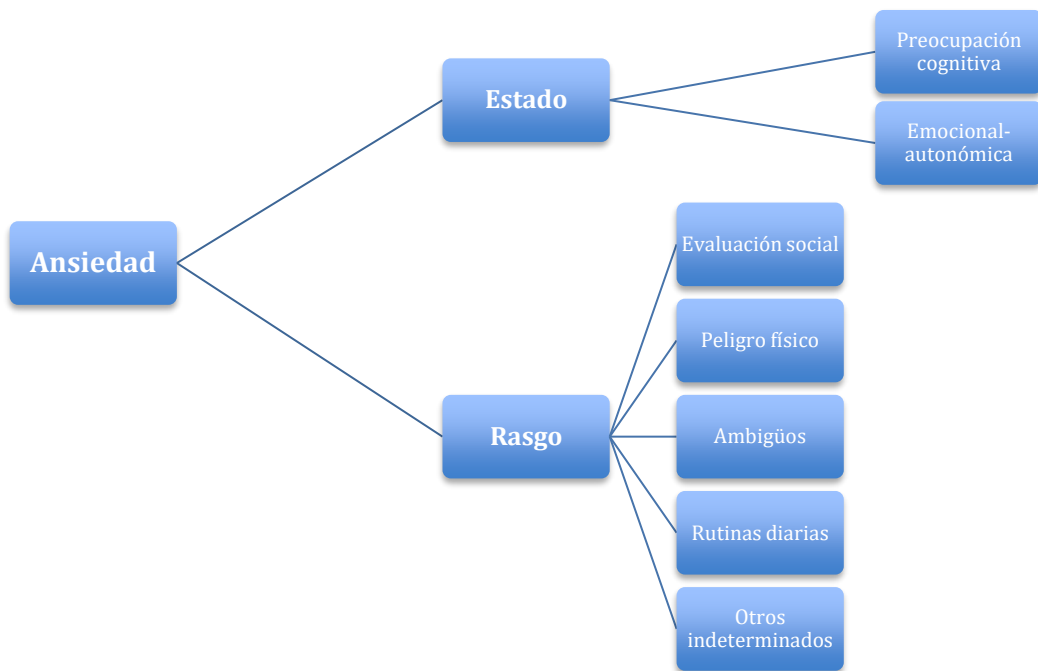 Preocupación
cognitiva
Estado
Emocional-
autonómica
Ansiedad
Evaluación social
Peligro físico
Rasgo
Ambigüos
Rutinas diarias
Otros
indeterminados